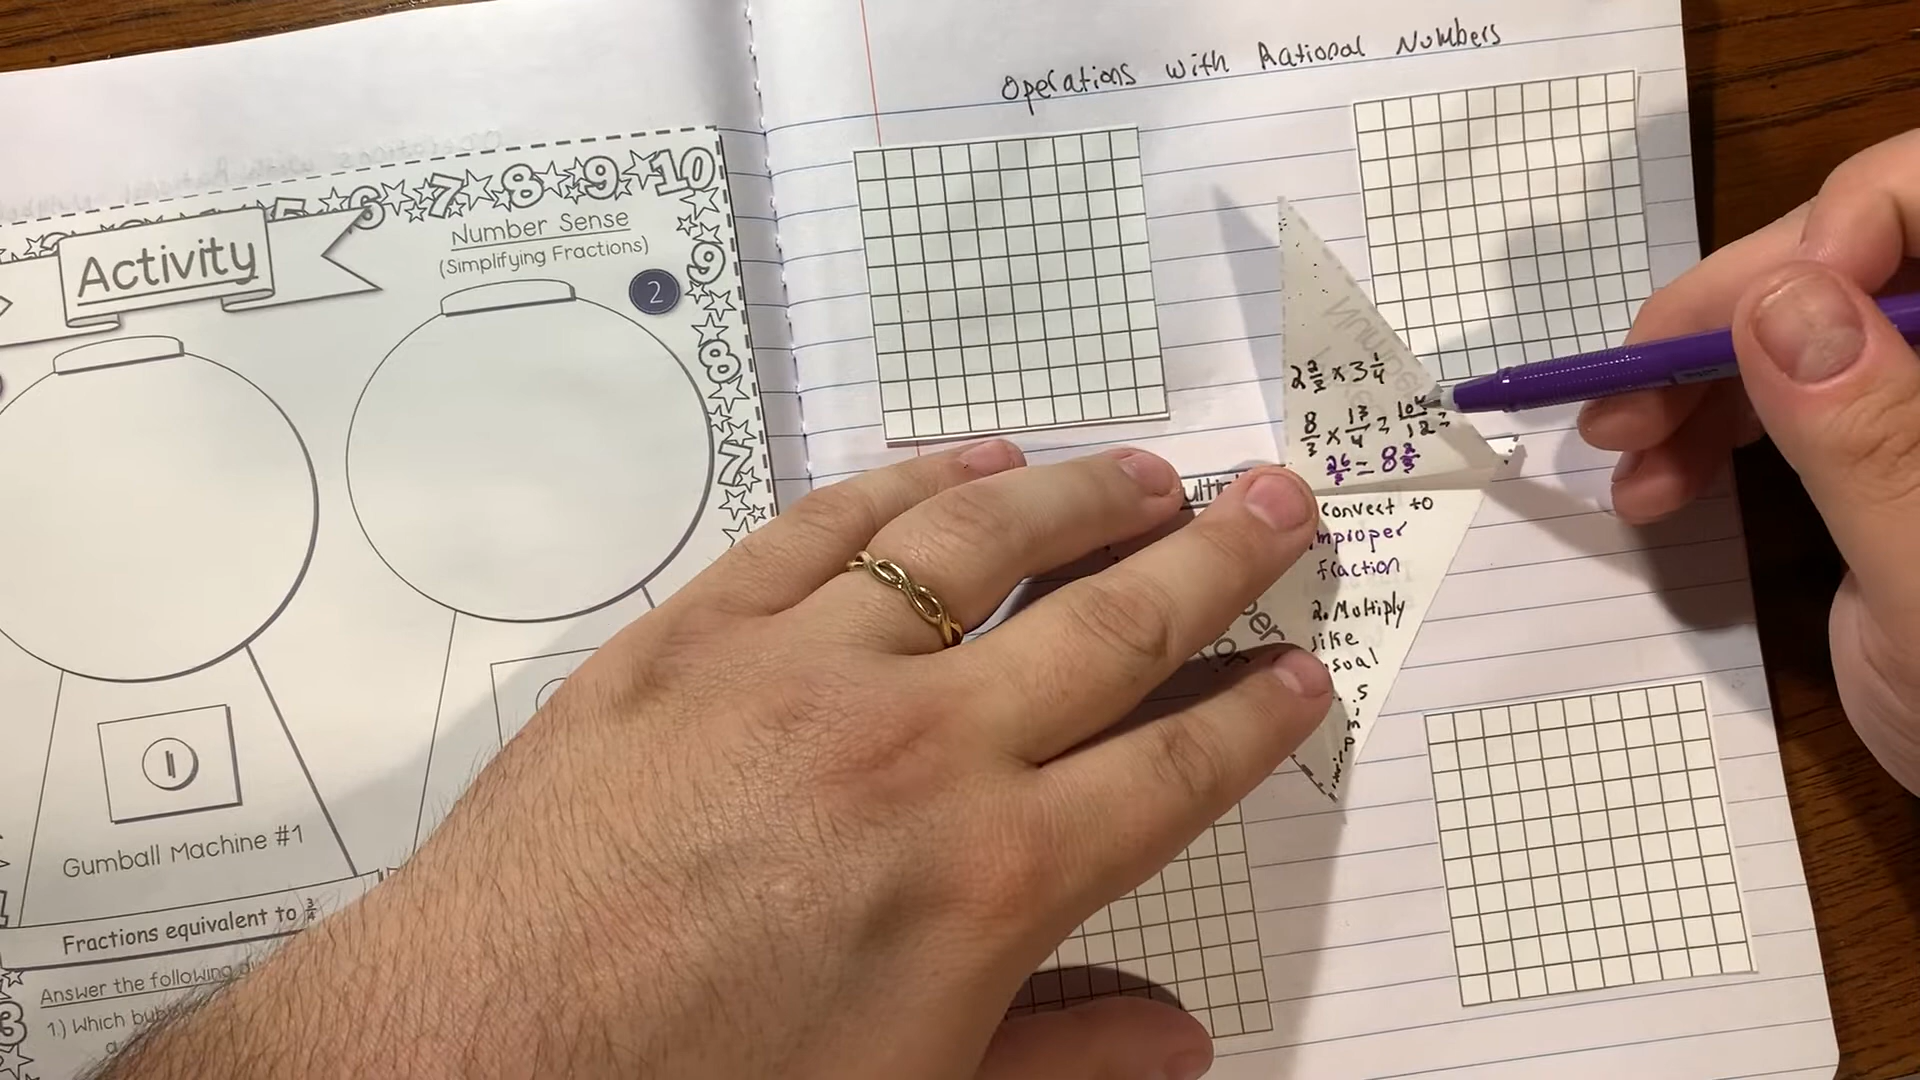 Operations with Rational Numbers
6 7 8 9 10
Activity
Number Sense
(Simplifying Fractions)
2
9
8
7
Gumball Machine #1
Fractions equivalent to 3/4
Answer the following
1.) Which
3
2 2/3 × 3 1/4
8/3 × 13/4 = 104/12 =
26/3 = 8 2/3
convert to
improper
fraction
2. Multiply
like
usual